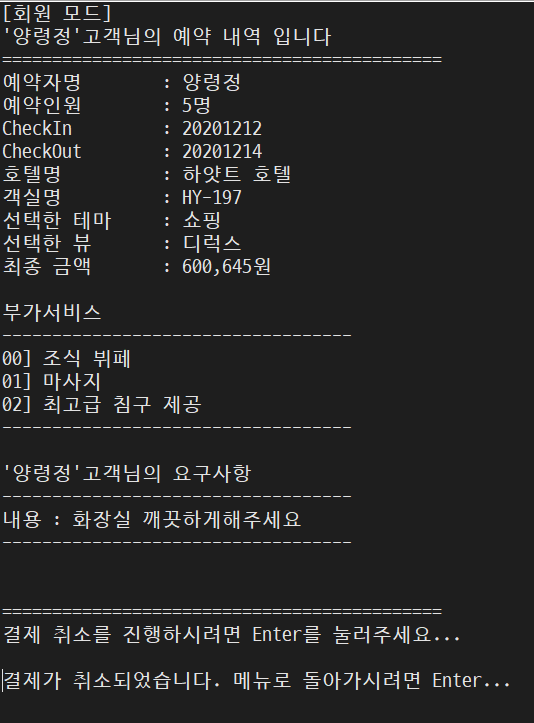 [회원 모드]
'양령정'고객님의 예약 내역 입니다
============================================
예약자명 : 양령정
예약인원 : 5명
CheckIn : 20201212
CheckOut : 20201214
호텔명 : 하얏트 호텔
객실명 : HY-197
선택한 테마 : 쇼핑
선택한 뷰 : 디럭스
최종 금액 : 600,645원
부가서비스
-----------------------------------
00] 조식 뷔페
01] 마사지
02] 최고급 침구 제공
-----------------------------------
'양령정'고객님의 요구사항
-----------------------------------
내용 : 화장실 깨끗하게해주세요
-----------------------------------
============================================
결제 취소를 진행하시려면 Enter를 눌러주세요...
결제가 취소되었습니다. 메뉴로 돌아가시려면 Enter...